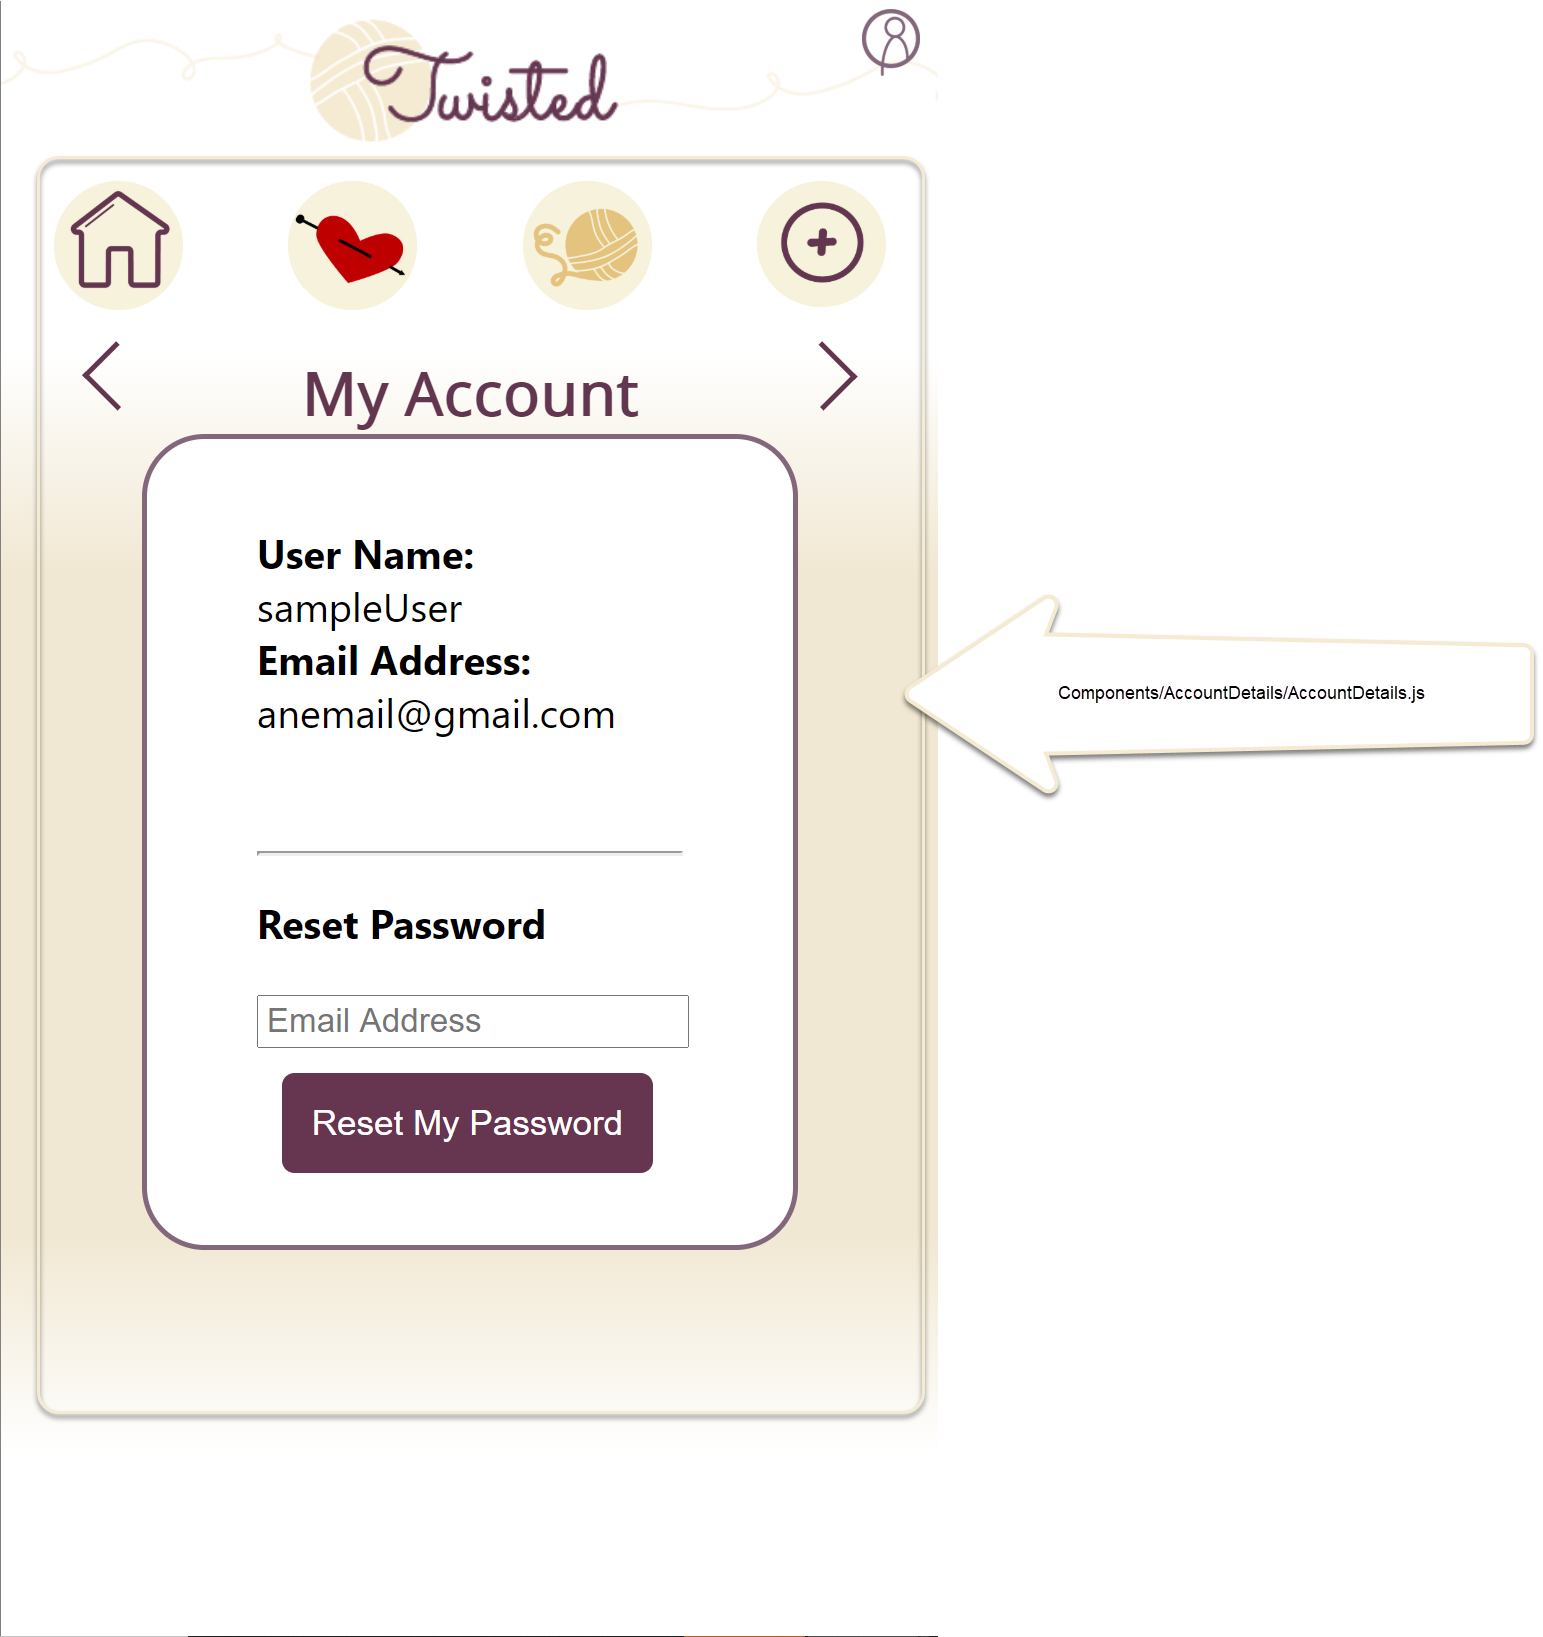 Twisted
My Account
User Name:
sampleUser
Email Address:
anemail@gmail.com
Components/AccountDetails/AccountDetails.js
Reset Password
Email Address
Reset My Password